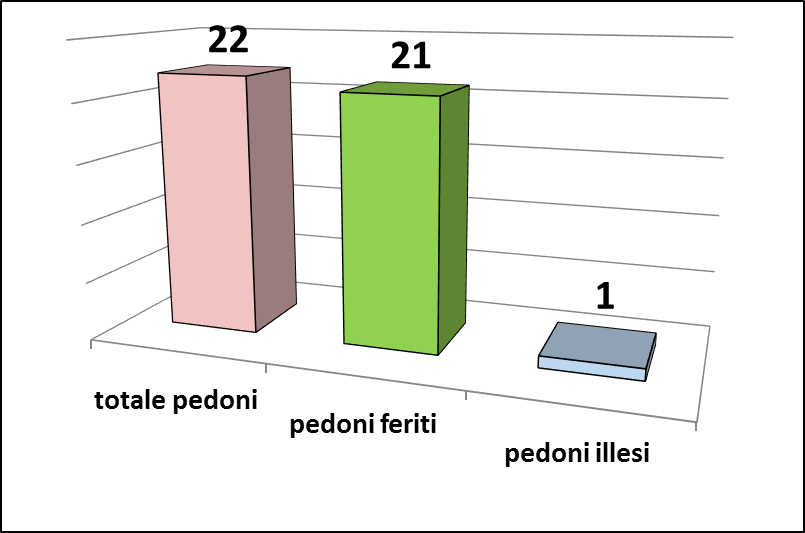 22
21
1
totale pedoni
pedoni feriti
pedoni illesi